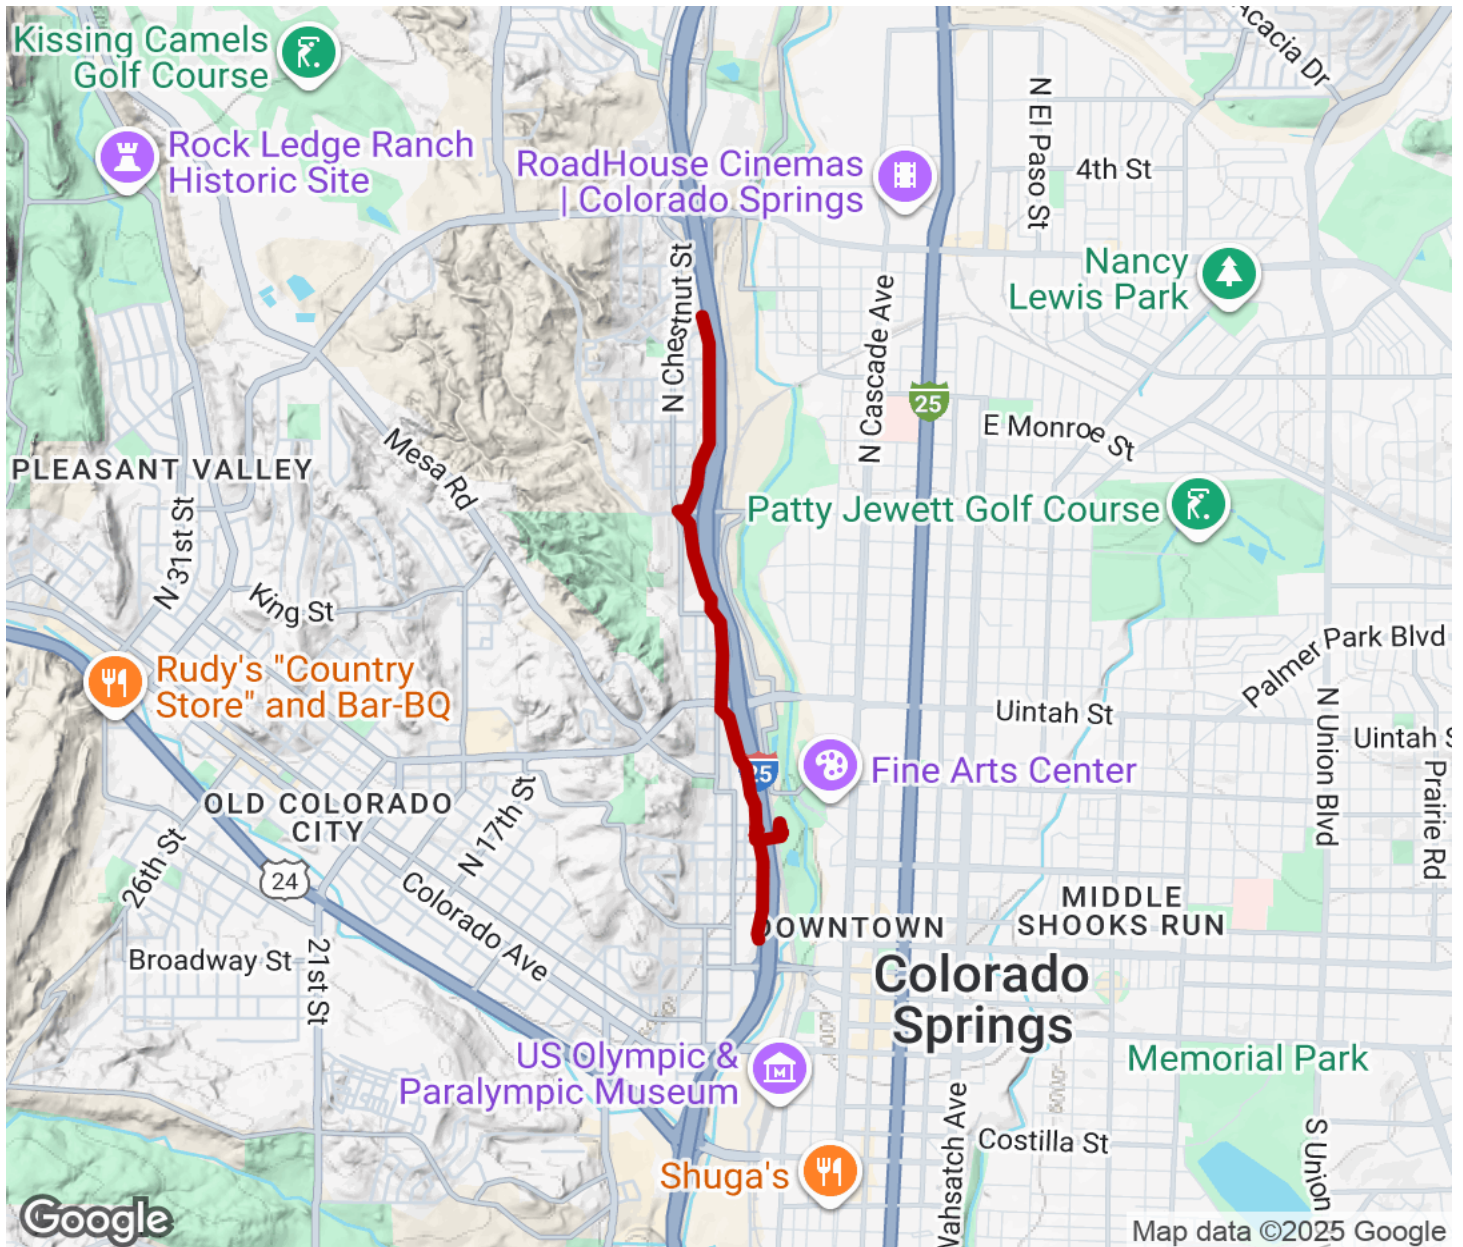 Kissing Camels
Golf Course
Acacia Dr
Rock Ledge Ranch
Historic Site
RoadHouse Cinemas
| Colorado Springs
N El Paso St
4th St
N Chestnut St
Nancy
Lewis Park
N Cascade Ave
25
E Monroe St
Mesa Rd
PLEASANT VALLEY
N 31st St
Patty Jewett Golf Course
King St
Palmer Park Blvd
Rudy's "Country
Store" and Bar-BQ
N Union Blvd
Uintah St
Uintah S
25
Fine Arts Center
Prairie Rd
OLD COLORADO
CITY
N 17th St
26th St
24
Colorado Ave
MIDDLE
SHOOKS RUN
DOWNTOWN
Broadway St
21st St
Colorado
Springs
6000
6000
US Olympic &
Paralympic Museum
Memorial Park
Wahsatch Ave
Costilla St
S Union
Shuga's
Google
Map data ©2025 Google